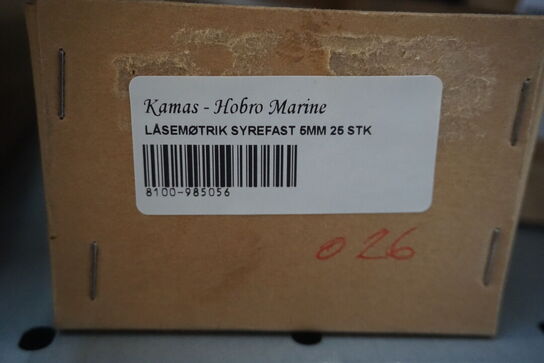 Kamas - Hobro Marine
LÅSEMØTRIK SYREFAST 5MM 25 STK
8100-985056
026